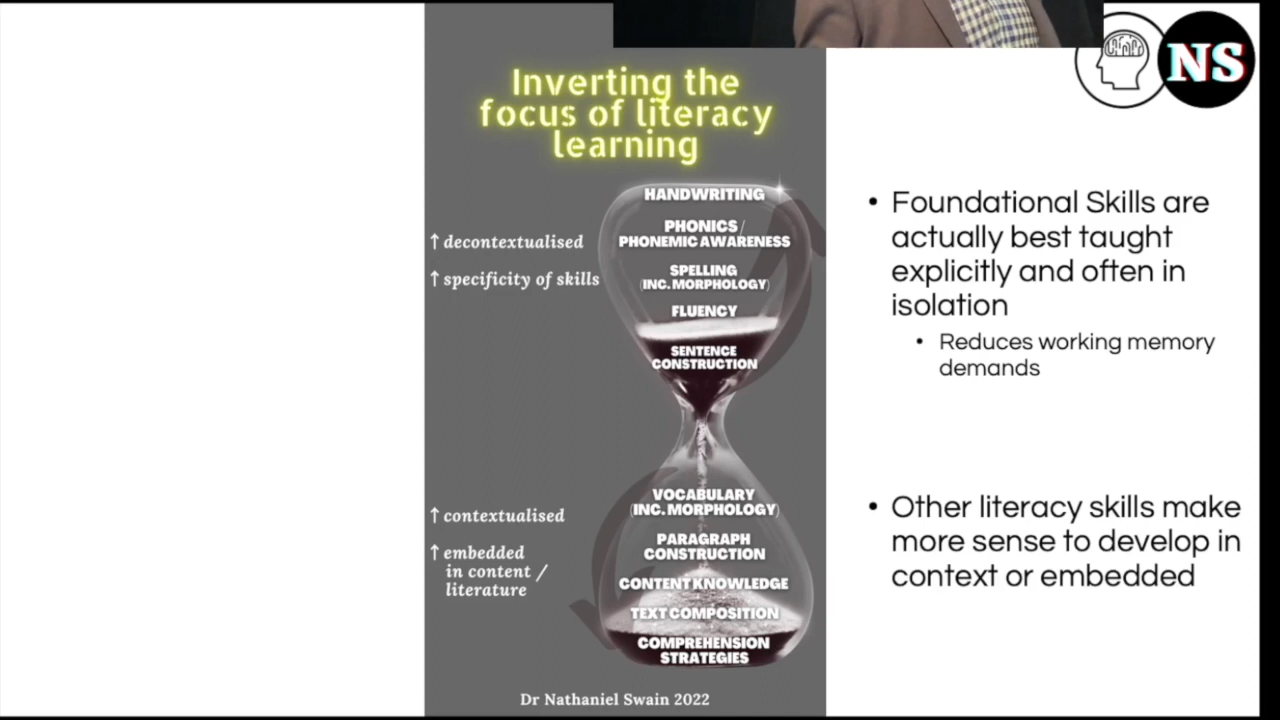 NS
Inverting the
focus of literacy
learning
HANDWRITING
PHONICS /
PHONEMIC AWARENESS
↑ decontextualised
SPELLING
(INC. MORPHOLOGY)
↑ specificity of skills
FLUENCY
SENTENCE
CONSTRUCTION
VOCABULARY
(INC. MORPHOLOGY)
↑ contextualised
PARAGRAPH
CONSTRUCTION
↑ embedded
in content /
literature
CONTENT KNOWLEDGE
TEXT COMPOSITION
COMPREHENSION
STRATEGIES
Dr Nathaniel Swain 2022
• Foundational Skills are
actually best taught
explicitly and often in
isolation
• Reduces working memory
demands
• Other literacy skills make
more sense to develop in
context or embedded